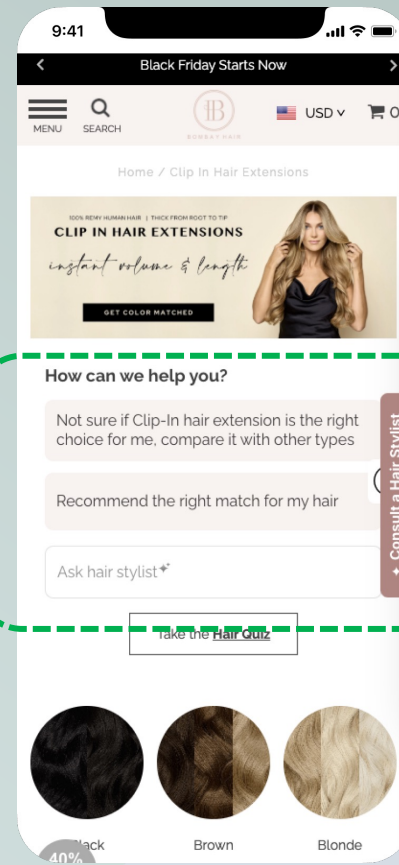 9:41
Black Friday Starts Now
MENU
SEARCH
B
BOMBAY HAIR
USD
0
Home / Clip In Hair Extensions
100% REMY HUMAN HAIR | THICK FROM ROOT TO TIP
CLIP IN HAIR EXTENSIONS
instant volume & length
GET COLOR MATCHED
How can we help you?
Not sure if Clip-In hair extension is the right
choice for me, compare it with other types
Recommend the right match for my hair
Ask hair stylist
Consult a Hair Stylist
Take the Hair Quiz
Black
Brown
Blonde
40%